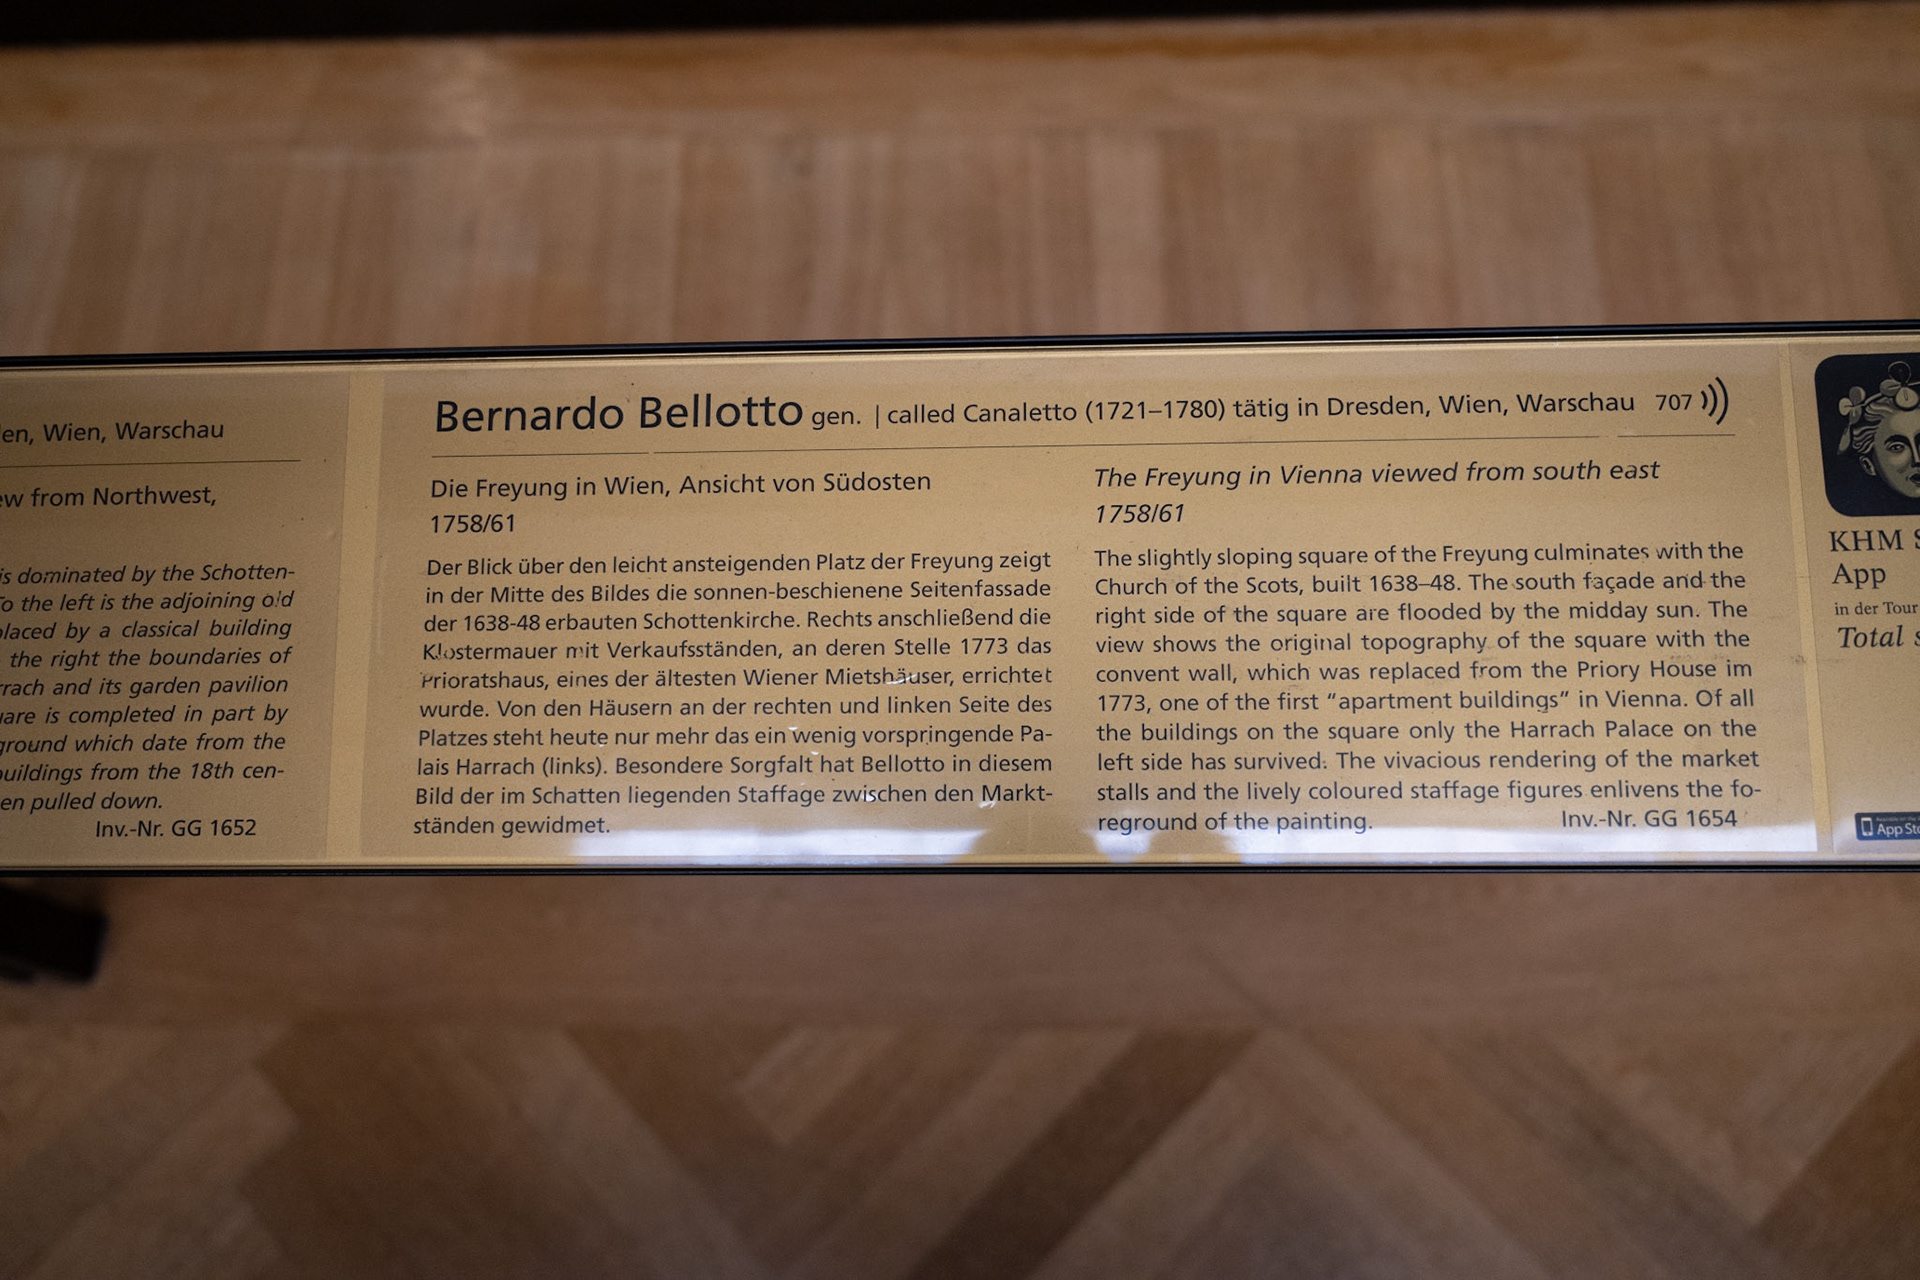 en, Wien, Warschau
ew from Northwest,
is dominated by the Schotten-
To the left is the adjoining old
placed by a classical building
the right the boundaries of
rrach and its garden pavilion
uare is completed in part by
ground which date from the
buildings from the 18th cen-
en pulled down.
Inv.-Nr. GG 1652
Bernardo Bellotto gen. | called Canaletto (1721–1780) tätig in Dresden, Wien, Warschau 707
Die Freyung in Wien, Ansicht von Südosten
1758/61
Der Blick über den leicht ansteigenden Platz der Freyung zeigt
in der Mitte des Bildes die sonnen-beschienene Seitenfassade
der 1638-48 erbauten Schottenkirche. Rechts anschließend die
Klostermauer mit Verkaufsständen, an deren Stelle 1773 das
Prioratshaus, eines der ältesten Wiener Mietshäuser, errichtet
wurde. Von den Häusern an der rechten und linken Seite des
Platzes steht heute nur mehr das ein wenig vorspringende Pa-
lais Harrach (links). Besondere Sorgfalt hat Bellotto in diesem
Bild der im Schatten liegenden Staffage zwischen den Markt-
ständen gewidmet.
The Freyung in Vienna viewed from south east
1758/61
The slightly sloping square of the Freyung culminates with the
Church of the Scots, built 1638–48. The south façade and the
right side of the square are flooded by the midday sun. The
view shows the original topography of the square with the
convent wall, which was replaced from the Priory House im
1773, one of the first “apartment buildings” in Vienna. Of all
the buildings on the square only the Harrach Palace on the
left side has survived. The vivacious rendering of the market
stalls and the lively coloured staffage figures enlivens the fo-
reground of the painting.
Inv.-Nr. GG 1654
KHM S
App
in der Tour
Total s
App Sto